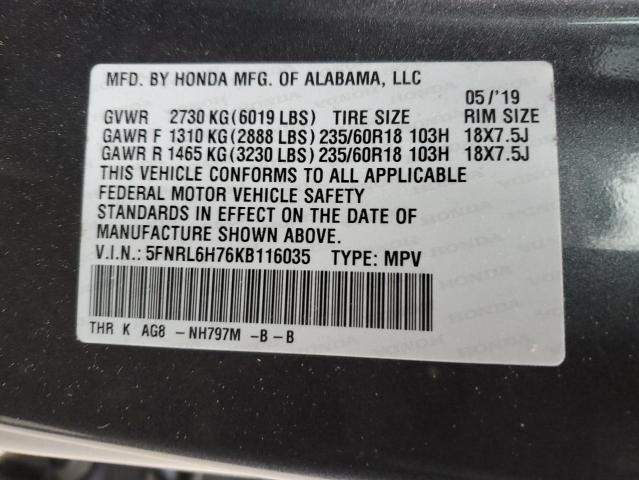 MFD. BY HONDA MFG. OF ALABAMA, LLC
05/'19
GVWR 2730 KG(6019 LBS) TIRE SIZE RIM SIZE
GAWR F 1310 KG(2888 LBS) 235/60R18 103H 18X7.5J
GAWR R 1465 KG(3230 LBS) 235/60R18 103H 18X7.5J
THIS VEHICLE CONFORMS TO ALL APPLICABLE
FEDERAL MOTOR VEHICLE SAFETY
STANDARDS IN EFFECT ON THE DATE OF
MANUFACTURE SHOWN ABOVE.
V.I.N.: 5FNRL6H76KB116035 TYPE: MPV
THR K AG8 -NH797M -B-B